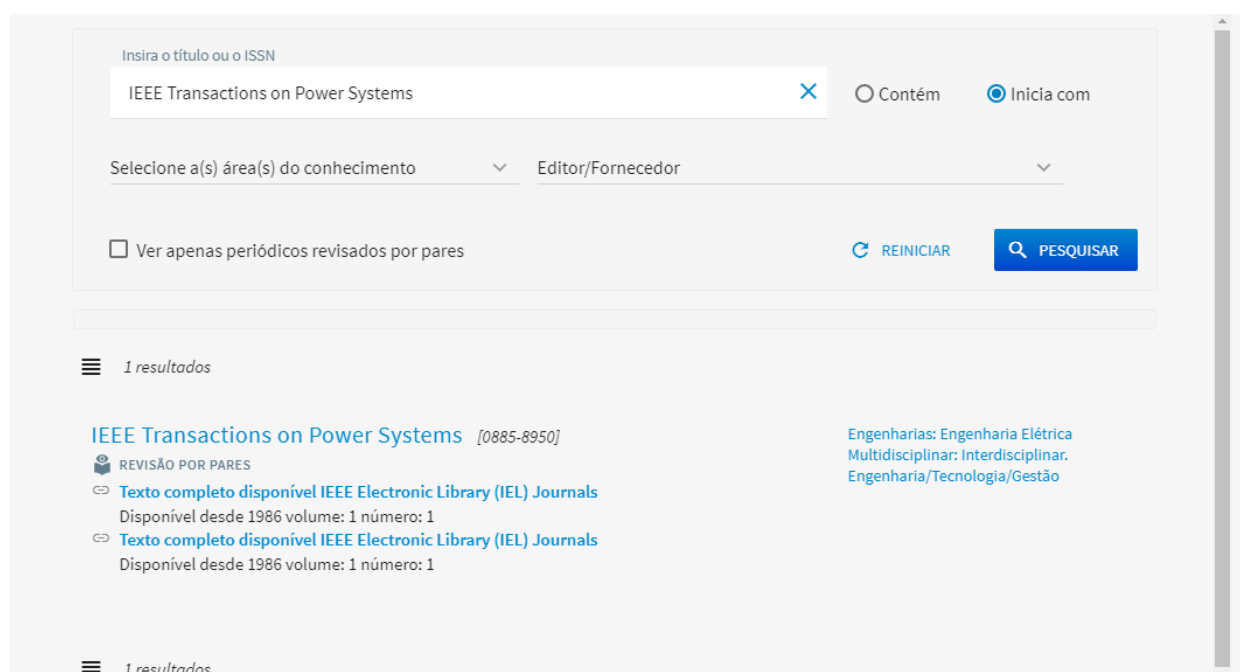 Insira o título ou o ISSN
IEEE Transactions on Power Systems
Contém
Inicia com
Selecione a(s) área(s) do conhecimento
Editor/Fornecedor
Ver apenas periódicos revisados por pares
REINICIAR
PESQUISAR
1 resultados
IEEE Transactions on Power Systems [0885-8950]
REVISÃO POR PARES
Texto completo disponível IEEE Electronic Library (IEL) Journals
Disponível desde 1986 volume: 1 número: 1
Texto completo disponível IEEE Electronic Library (IEL) Journals
Disponível desde 1986 volume: 1 número: 1
Engenharias: Engenharia Elétrica
Multidisciplinar: Interdisciplinar.
Engenharia/Tecnologia/Gestão
1 resultados